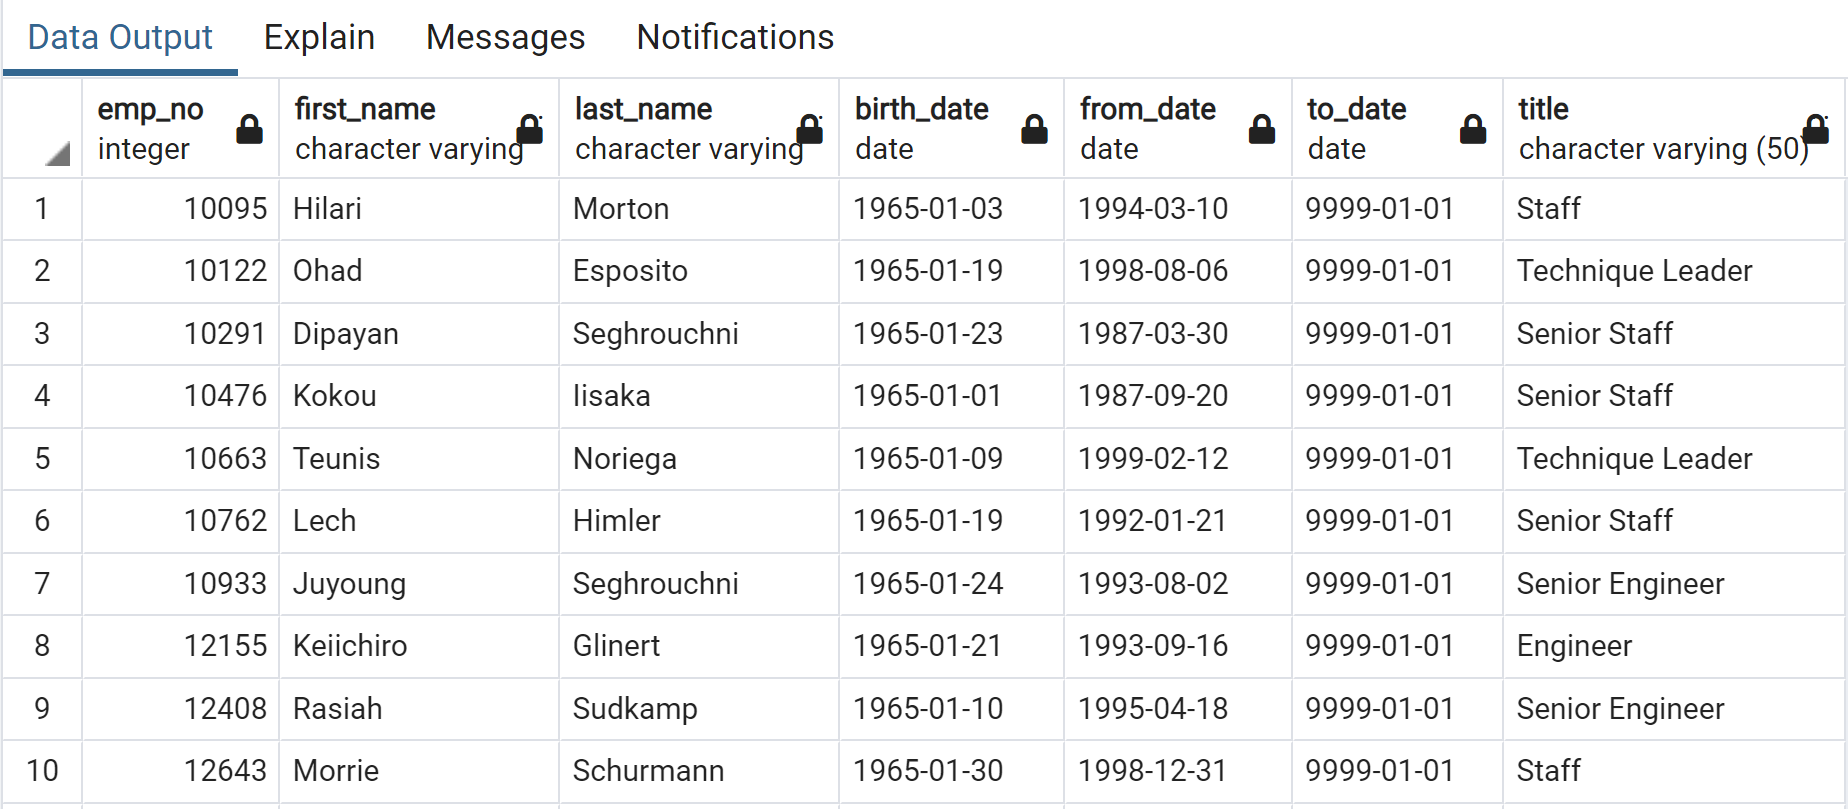 Data Output Explain Messages Notifications
emp_no first_name last_name birth_date from_date to_date title
integer character varying character varying date date date character varying (50)
1 10095 Hilari Morton 1965-01-03 1994-03-10 9999-01-01 Staff
2 10122 Ohad Esposito 1965-01-19 1998-08-06 9999-01-01 Technique Leader
3 10291 Dipayan Seghrouchni 1965-01-23 1987-03-30 9999-01-01 Senior Staff
4 10476 Kokou Iisaka 1965-01-01 1987-09-20 9999-01-01 Senior Staff
5 10663 Teunis Noriega 1965-01-09 1999-02-12 9999-01-01 Technique Leader
6 10762 Lech Himler 1965-01-19 1992-01-21 9999-01-01 Senior Staff
7 10933 Juyoung Seghrouchni 1965-01-24 1993-08-02 9999-01-01 Senior Engineer
8 12155 Keiichiro Glinert 1965-01-21 1993-09-16 9999-01-01 Engineer
9 12408 Rasiah Sudkamp 1965-01-10 1995-04-18 9999-01-01 Senior Engineer
10 12643 Morrie Schurmann 1965-01-30 1998-12-31 9999-01-01 Staff